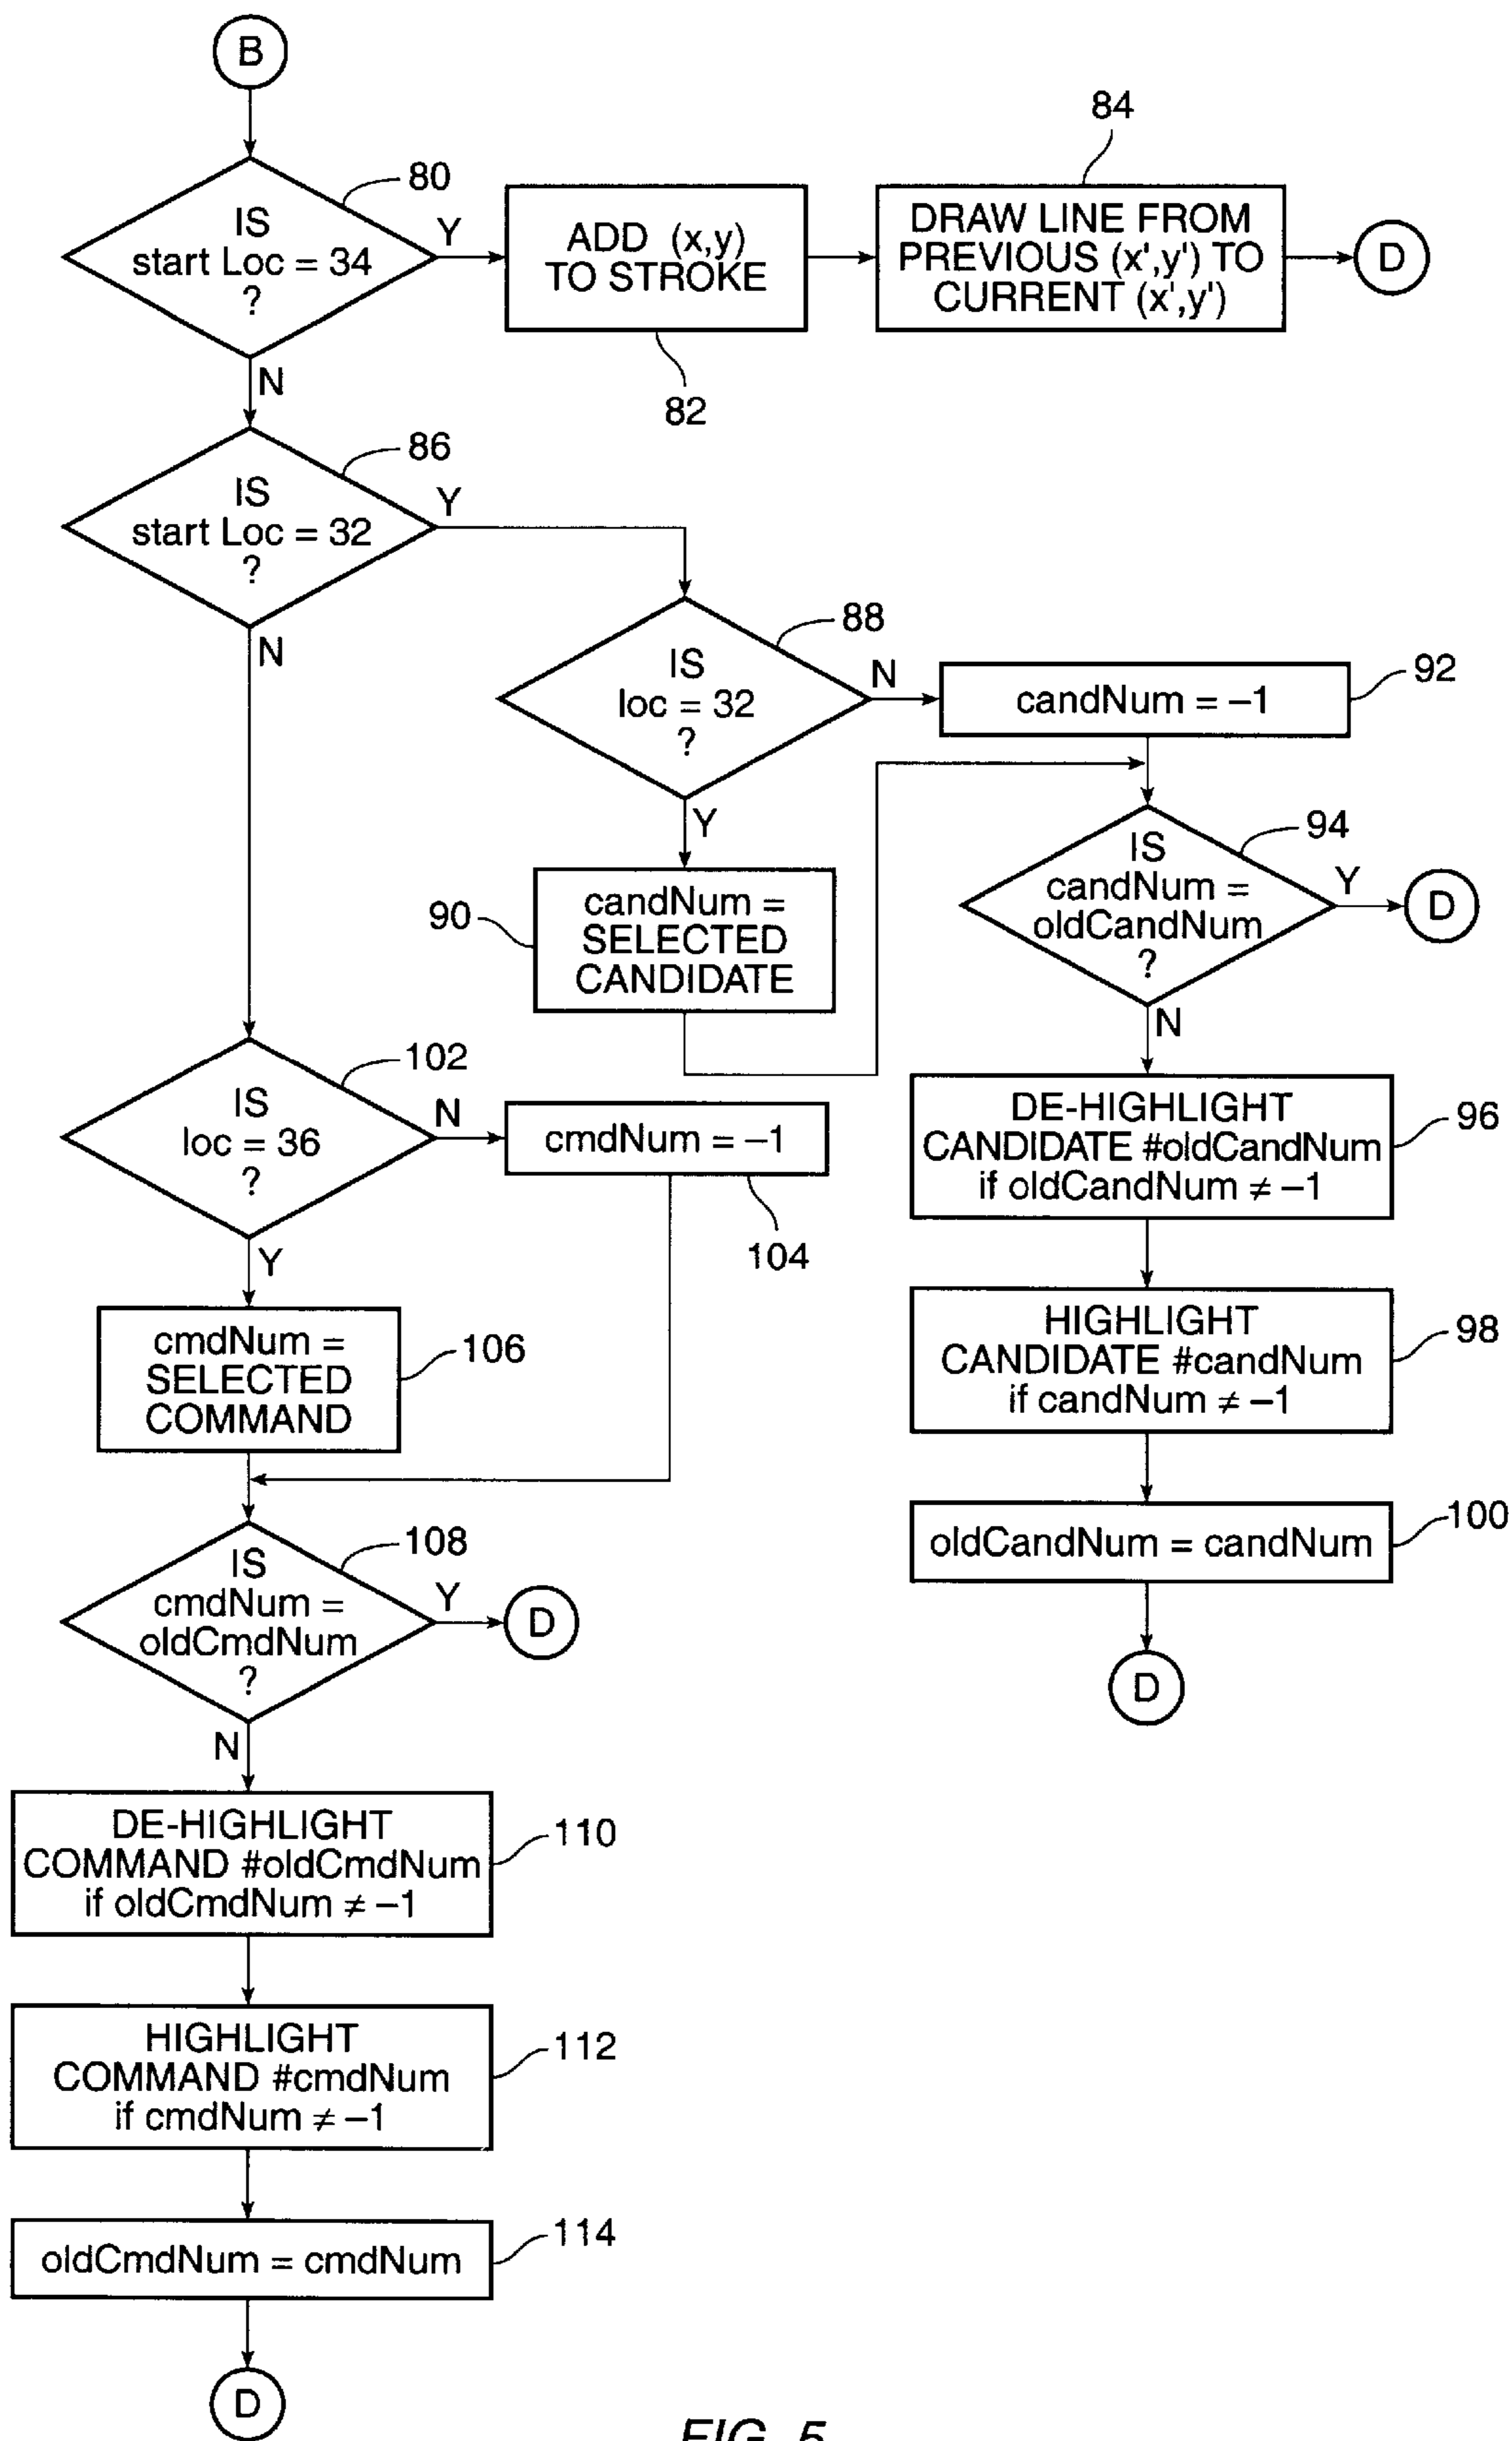 B
80
IS
start Loc = 34
?
Y
N
ADD (x,y)
TO STROKE
82
84
DRAW LINE FROM
PREVIOUS (x',y') TO
CURRENT (x',y')
D
86
IS
start Loc = 32
?
Y
N
88
IS
loc = 32
?
N
Y
candNum = –1
92
90
candNum =
SELECTED
CANDIDATE
94
IS
candNum =
oldCandNum
?
Y
D
N
DE-HIGHLIGHT
CANDIDATE #oldCandNum
if oldCandNum ≠ –1
96
HIGHLIGHT
CANDIDATE #candNum
if candNum ≠ –1
98
oldCandNum = candNum
100
D
102
IS
loc = 36
?
N
Y
cmdNum = –1
104
cmdNum =
SELECTED
COMMAND
106
108
IS
cmdNum =
oldCmdNum
?
Y
D
N
DE-HIGHLIGHT
COMMAND #oldCmdNum
if oldCmdNum ≠ –1
110
HIGHLIGHT
COMMAND #cmdNum
if cmdNum ≠ –1
112
oldCmdNum = cmdNum
114
D
FIG. 5